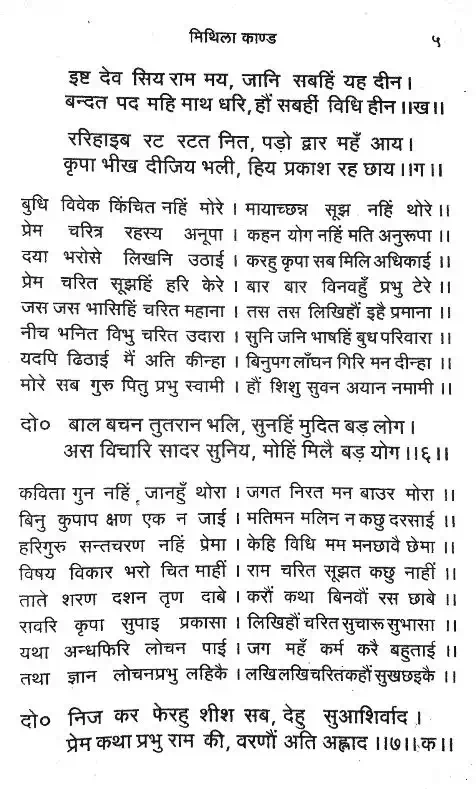 मिथिला काण्ड ५
इष्ट देव सिय राम मय, जानि सबहिं यह दीन।
बन्दत पद महि माथ धरि, हौं सबहीं विधि हीन।।ख।।
ररिहाइब रट रटत नित, पड़ो द्वार महँ आय।
कृपा भीख दीजिय भली, हिय प्रकाश रह छाय।।ग।।
बुधि विवेक किंचित नहिं मोरे। मायाच्छन्न सूझ नहिं थोरे।।
प्रेम चरित्र रहस्य अनूपा। कहन योग नहिं मति अनुरूपा।।
दया भरोसे लिखनि उठाई। करहु कृपा सब मिलि अधिकाई।।
प्रेम चरित सूझहिं हरि केरे। बार बार विनवहुँ प्रभु टेरे।।
जस जस भासिहिं चरित महाना। तस तस लिखिहौं इहै प्रमाना।।
नीच भनित विभु चरित उदारा। सुनि जनि भाषहिं बुध परिवारा।।
यदपि ढिठाई मैं अति कीन्हा। बिनुपग लाँघन गिरि मन दीन्हा।।
मोरे सब गुरु पितु प्रभु स्वामी। हौं शिशु सुवन अयान नमामी।।
दो० बाल बचन तुतरान भलि, सुनहिं मुदित बड़ लोग।
अस विचारि सादर सुनिय, मोहिं मिलै बड़ योग।।६।।
कविता गुन नहिं जानहुँ थोरा। जगत निरत मन बाउर मोरा।।
बिनु कुपाप क्षण एक न जाई। मतिमन मलिन न कछु दरसाई।।
हरिगुरु सन्तचरण नहिं प्रेमा। केहि विधि मम मनछावै छेमा।।
विषय विकार भरो चित माहीं। राम चरित सूझत कछु नाहीं।।
ताते शरण दशन तृण दाबे। करौं कथा बिनवौं रस छाबे।।
रावरि कृपा सुपाइ प्रकासा। लिखिहौं चरित सुचारू सुभासा।।
यथा अन्धफिरि लोचन पाई। जग महँ कर्म करै बहुताई।।
तथा ज्ञान लोचनप्रभु लहिकै। लखि लखि चरित कहौं सुखछइकै।।
दो० निज कर फेरहु शीश सब, देहु सुआशिर्वाद।
प्रेम कथा प्रभु राम की, वरणौं अति अह्लाद।।७।।क।।